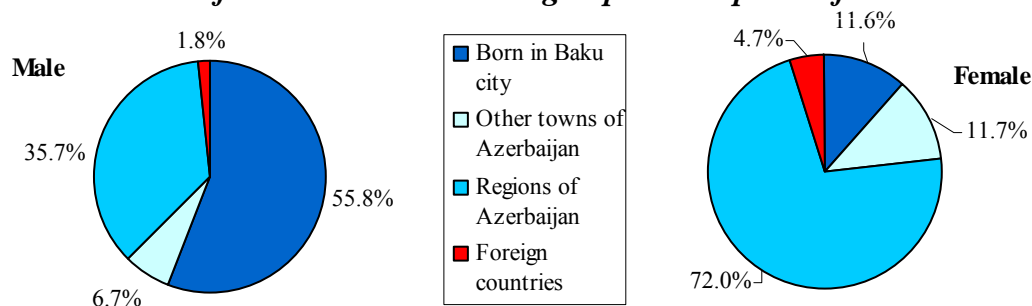 Male
1.8%
35.7%
55.8%
6.7%
Born in Baku
city
Other towns of
Azerbaijan
Regions of
Azerbaijan
Foreign
countries
4.7%
11.6%
Female
11.7%
72.0%